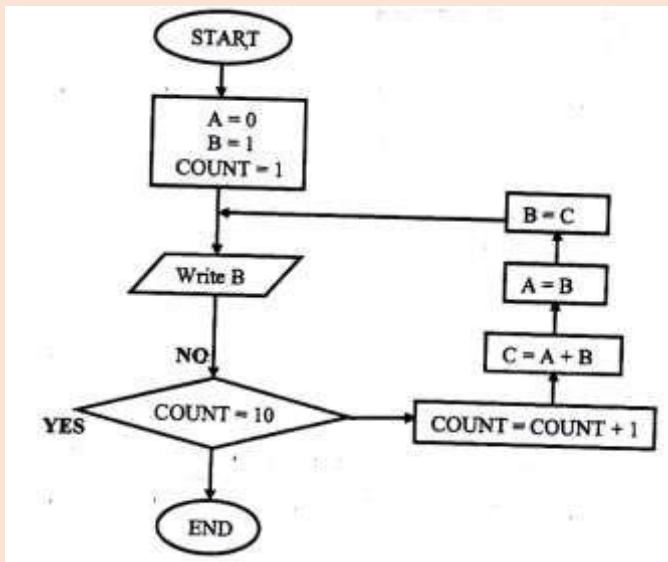 START
A = 0
B = 1
COUNT = 1
B = C
Write B
A = B
C = A + B
NO
COUNT = 10
YES
COUNT = COUNT + 1
END